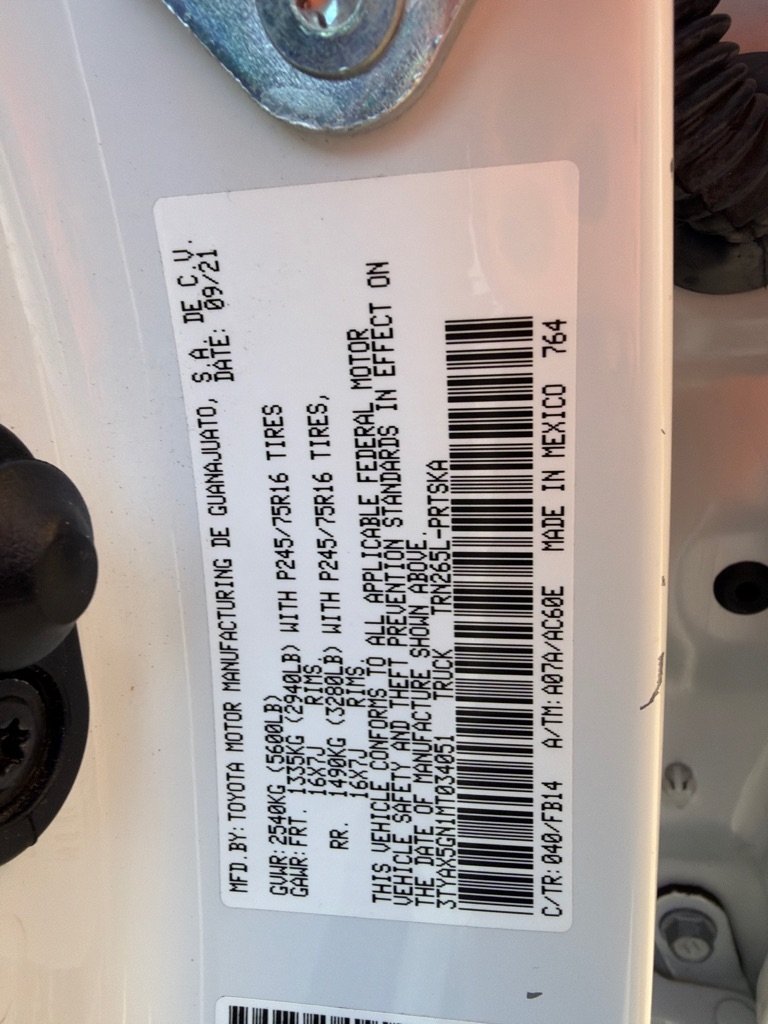 MFD.BY:TOYOTA MOTOR MANUFACTURING DE GUANAJUATO, S.A. DE C.V.
DATE: 09/21
GVWR:2540KG (5600LB)
GAWR:FRT. 1335KG (2940LB) WITH P245/75R16 TIRES
16X7J RIMS.
RR. 1490KG (3280LB) WITH P245/75R16 TIRES,
16X7J RIMS.
THIS VEHICLE CONFORMS TO ALL APPLICABLE FEDERAL MOTOR
VEHICLE SAFETY AND THEFT PREVENTION STANDARDS IN EFFECT ON
THE DATE OF MANUFACTURE SHOWN ABOVE.
3TYAX5GN1MT034051 TRUCK TRN265L-PRTSKA
C/TR:040/FB14 A/TM:A07A/AC60E MADE IN MEXICO 764